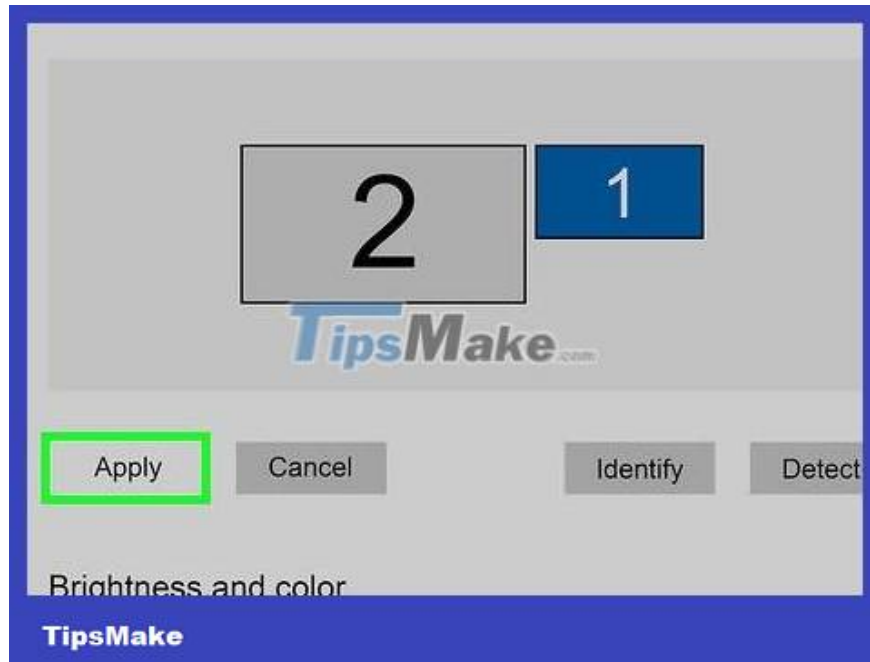 2
1
TipsMake.com
Apply Cancel Identify Detect
Brightness and color
TipsMake